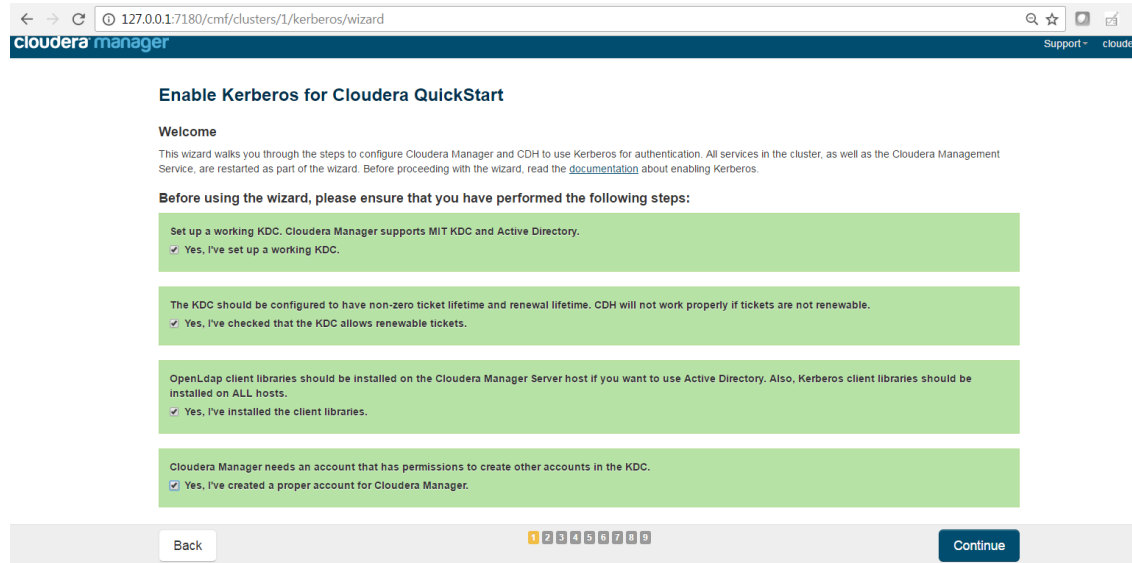 127.0.0.1:7180/cmf/clusters/1/kerberos/wizard
cloudera manager
Support
Enable Kerberos for Cloudera QuickStart
Welcome
This wizard walks you through the steps to configure Cloudera Manager and CDH to use Kerberos for authentication. All services in the cluster, as well as the Cloudera Management
Service, are restarted as part of the wizard. Before proceeding with the wizard, read the documentation about enabling Kerberos.
Before using the wizard, please ensure that you have performed the following steps:
Set up a working KDC. Cloudera Manager supports MIT KDC and Active Directory.
Yes, I've set up a working KDC.
The KDC should be configured to have non-zero ticket lifetime and renewal lifetime. CDH will not work properly if tickets are not renewable.
Yes, I've checked that the KDC allows renewable tickets.
OpenLdap client libraries should be installed on the Cloudera Manager Server host if you want to use Active Directory. Also, Kerberos client libraries should be
installed on ALL hosts.
Yes, I've installed the client libraries.
Cloudera Manager needs an account that has permissions to create other accounts in the KDC.
Yes, I've created a proper account for Cloudera Manager.
Back
1 2 3 4 5 6 7 8 9
Continue